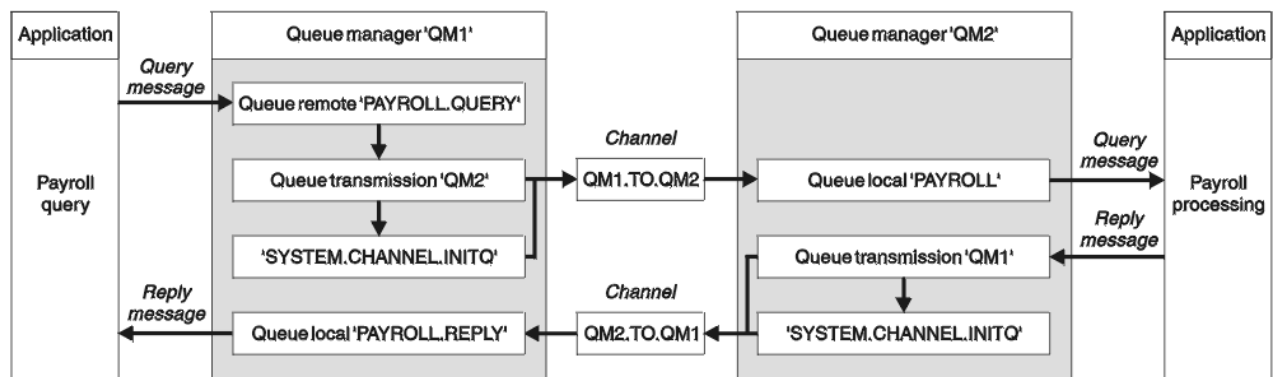 Application
Queue manager 'QM1'
Queue manager 'QM2'
Application
Query
message
Queue remote 'PAYROLL.QUERY'
Channel
Query
message
Payroll
query
Queue transmission 'QM2'
QM1.TO.QM2
Queue local 'PAYROLL'
Payroll
processing
Reply
message
'SYSTEM.CHANNEL.INITQ'
Queue transmission 'QM1'
Reply
message
Channel
Queue local 'PAYROLL.REPLY'
QM2.TO.QM1
'SYSTEM.CHANNEL.INITQ'